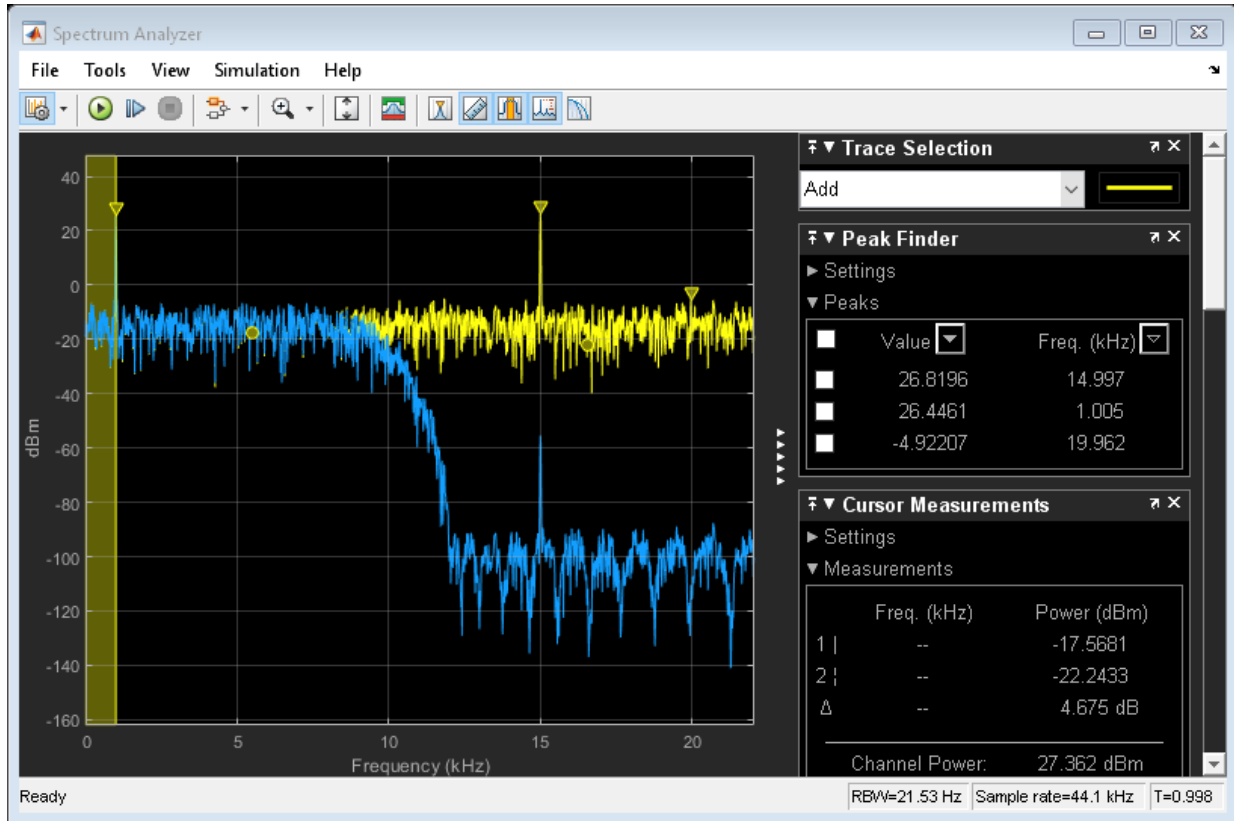 Spectrum Analyzer
File Tools View Simulation Help
Trace Selection
Add
Peak Finder
Settings
Peaks
Value Freq. (kHz)
26.8196 14.997
26.4461 1.005
-4.92207 19.962
Cursor Measurements
Settings
Measurements
Freq. (kHz) Power (dBm)
1 | -- -17.5681
2 ¦ -- -22.2433
Δ -- 4.675 dB
Channel Power: 27.362 dBm
40
20
0
-20
-40
-60
-80
-100
-120
-140
-160
dBm
0 5 10 15 20
Frequency (kHz)
Ready RBW=21.53 Hz Sample rate=44.1 kHz T=0.998